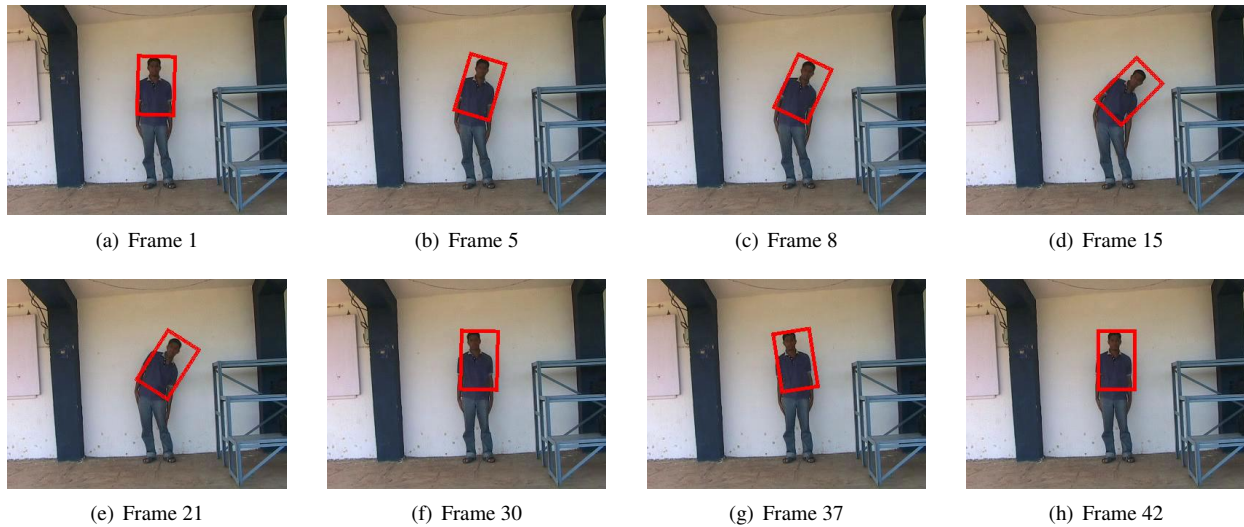 (a) Frame 1
(b) Frame 5
(c) Frame 8
(d) Frame 15
(e) Frame 21
(f) Frame 30
(g) Frame 37
(h) Frame 42